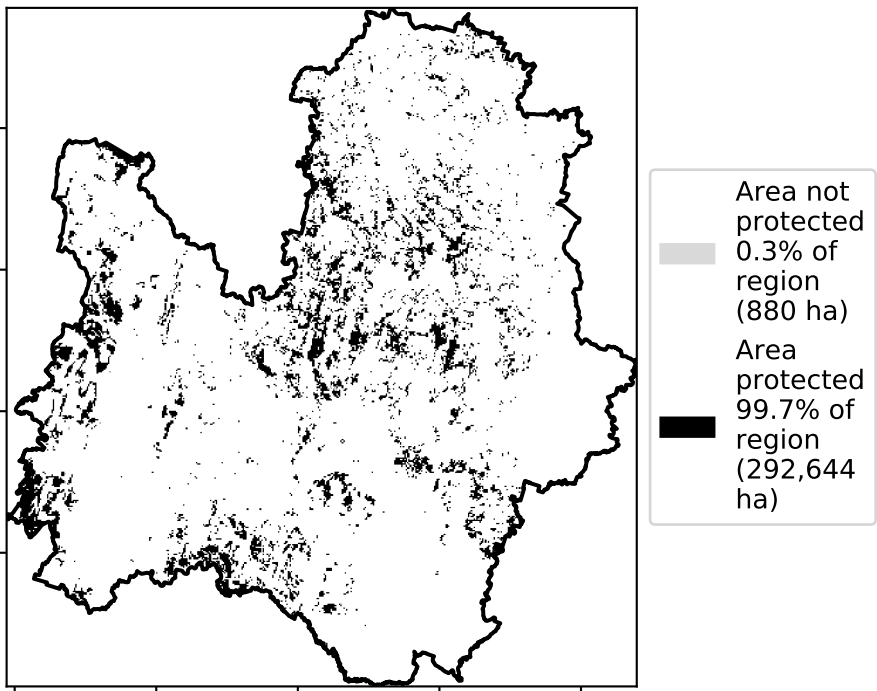 Area not
protected
0.3% of
region
(880 ha)
Area
protected
99.7% of
region
(292,644
ha)